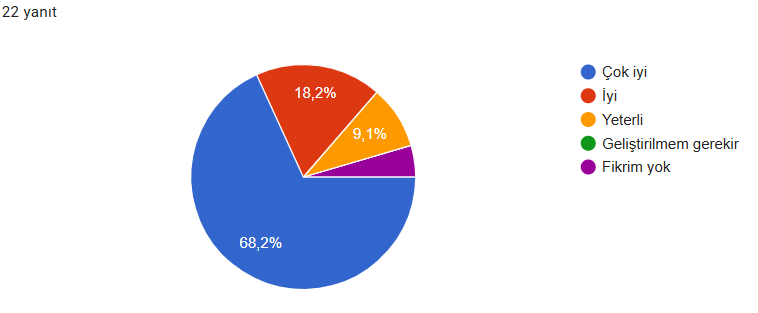 22 yanıt
18,2%
9,1%
68,2%
Çok iyi
İyi
Yeterli
Geliştirilmem gerekir
Fikrim yok